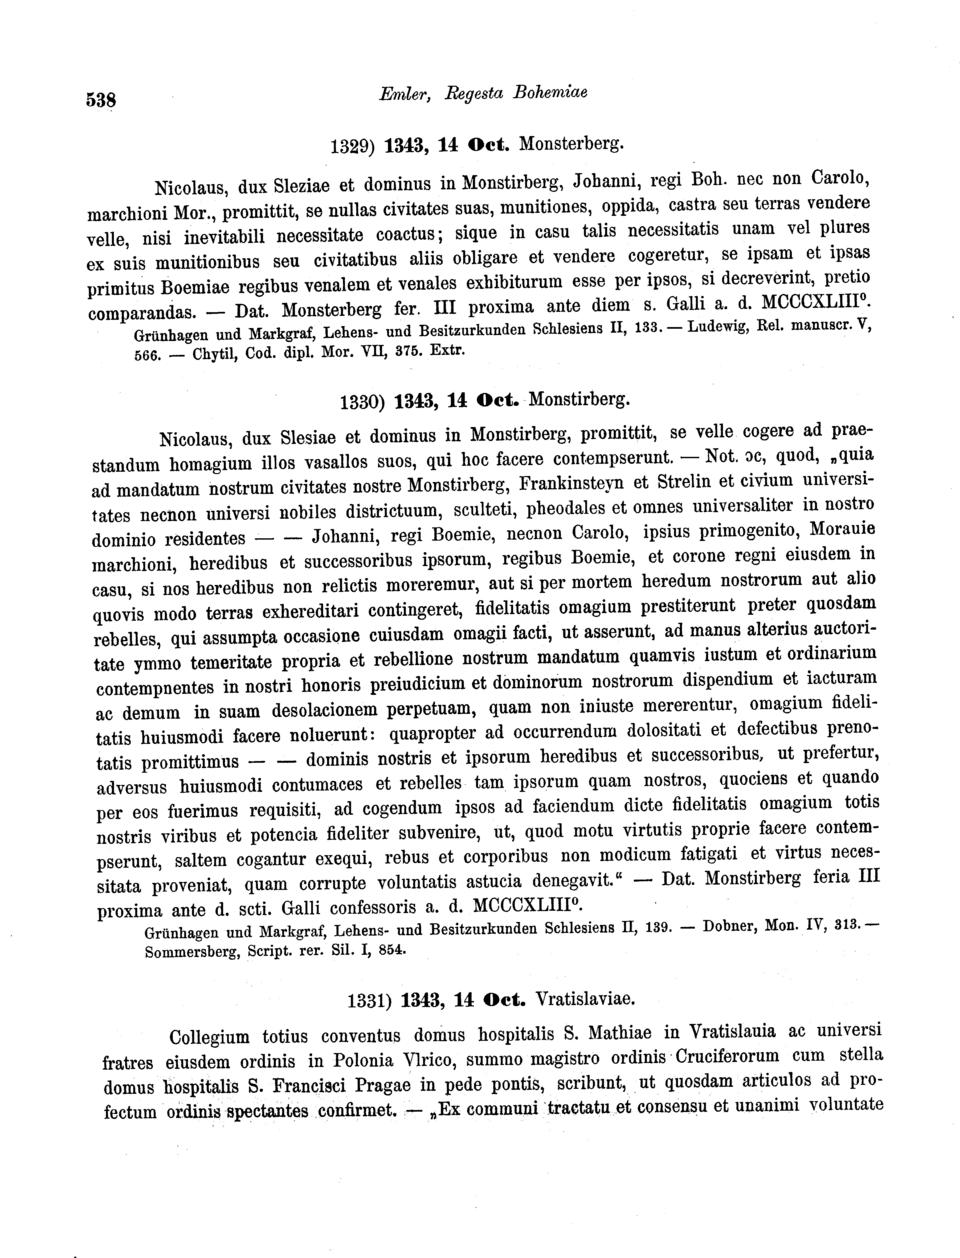 538
Emler, Regesta Bohemiae
1329) 1343, 14 Oct. Monsterberg.
Nicolaus, dux Sleziae et dominus in Monstirberg, Johanni, regi Boh. nec non Carolo,
marchioni Mor., promittit, se nullas civitates suas, munitiones, oppida, castra seu terras vendere
velle, nisi inevitabili necessitate coactus; sique in casu talis necessitatis unam vel plures
ex suis munitionibus seu civitatibus aliis obligare et vendere cogeretur, se ipsam et ipsas
primitus Boemiae regibus venalem et venales exhibiturum esse per ipsos, si decreverint, pretio
comparandas. — Dat. Monsterberg fer. III proxima ante diem s. Galli a. d. MCCCXLIII⁰.
Grünhagen und Markgraf, Lehens- und Besitzurkunden Schlesiens II, 133. — Ludewig, Rel. manuscr. V,
566. — Chytil, Cod. dipl. Mor. VII, 375. Extr.
1330) 1343, 14 Oct. Monstirberg.
Nicolaus, dux Slesiae et dominus in Monstirberg, promittit, se velle cogere ad prae-
standum homagium illos vasallos suos, qui hoc facere contempserunt. — Not. oc, quod, „quia
ad mandatum nostrum civitates nostre Monstirberg, Frankinsteyn et Strelin et civium universi-
tates necnon universi nobiles districtuum, sculteti, pheodales et omnes universaliter in nostro
dominio residentes — — Johanni, regi Boemie, necnon Carolo, ipsius primogenito, Morauie
marchioni, heredibus et successoribus ipsorum, regibus Boemie, et corone regni eiusdem in
casu, si nos heredibus non relictis moreremur, aut si per mortem heredum nostrorum aut alio
quovis modo terras exhereditari contingeret, fidelitatis omagium prestiterunt preter quosdam
rebelles, qui assumpta occasione cuiusdam omagii facti, ut asserunt, ad manus alterius auctori-
tate ymmo temeritate propria et rebellione nostrum mandatum quamvis iustum et ordinarium
contempnentes in nostri honoris preiudicium et dominorum nostrorum dispendium et iacturam
ac demum in suam desolacionem perpetuam, quam non iniuste mererentur, omagium fideli-
tatis huiusmodi facere noluerunt: quapropter ad occurrendum dolositati et defectibus preno-
tatis promittimus — — dominis nostris et ipsorum heredibus et successoribus, ut prefertur,
adversus huiusmodi contumaces et rebelles tam ipsorum quam nostros, quociens et quando
per eos fuerimus requisiti, ad cogendum ipsos ad faciendum dicte fidelitatis omagium totis
nostris viribus et potencia fideliter subvenire, ut, quod motu virtutis proprie facere contem-
pserunt, saltem cogantur exequi, rebus et corporibus non modicum fatigati et virtus neces-
sitata proveniat, quam corrupte voluntatis astucia denegavit.“ — Dat. Monstirberg feria III
proxima ante d. scti. Galli confessoris a. d. MCCCXLIII⁰.
Grünhagen und Markgraf, Lehens- und Besitzurkunden Schlesiens II, 139. — Dobner, Mon. IV, 313. —
Sommersberg, Script. rer. Sil. I, 854.
1331) 1343, 14 Oct. Vratislaviae.
Collegium totius conventus domus hospitalis S. Mathiae in Vratislauia ac universi
fratres eiusdem ordinis in Polonia Vlrico, summo magistro ordinis Cruciferorum cum stella
domus hospitalis S. Francisci Pragae in pede pontis, scribunt, ut quosdam articulos ad pro-
fectum ordinis spectantes confirmet. — „Ex communi tractatu et consensu et unanimi voluntate